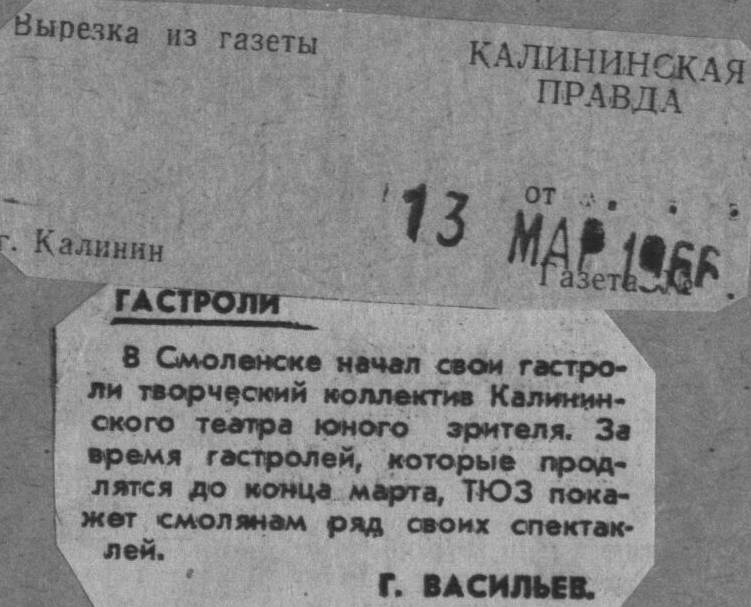 Вырезка из газеты
КАЛИНИНСКАЯ
ПРАВДА
от
13 МАР 1966
г. Калинин
Газета №
ГАСТРОЛИ
В Смоленске начал свои гастро-
ли творческий коллектив Калинин-
ского театра юного зрителя. За
время гастролей, которые прод-
лятся до конца марта, ТЮЗ пока-
жет смолянам ряд своих спектак-
лей.
Г. ВАСИЛЬЕВ.